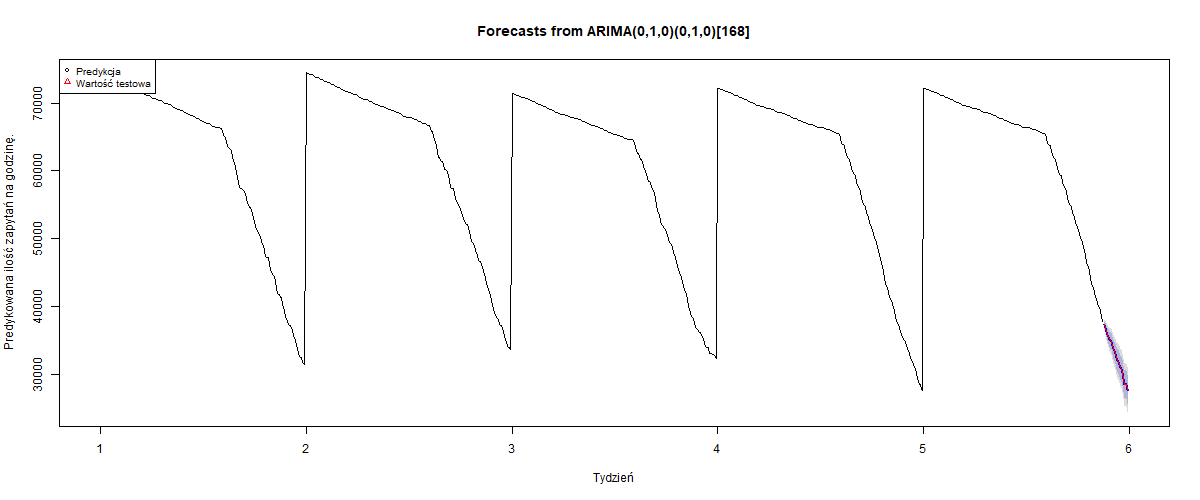 Forecasts from ARIMA(0,1,0)(0,1,0)[168]
Predykcja
Wartość testowa
Predykowana ilość zapytań na godzinę.
70000
60000
50000
40000
30000
1 2 3 4 5 6
Tydzień